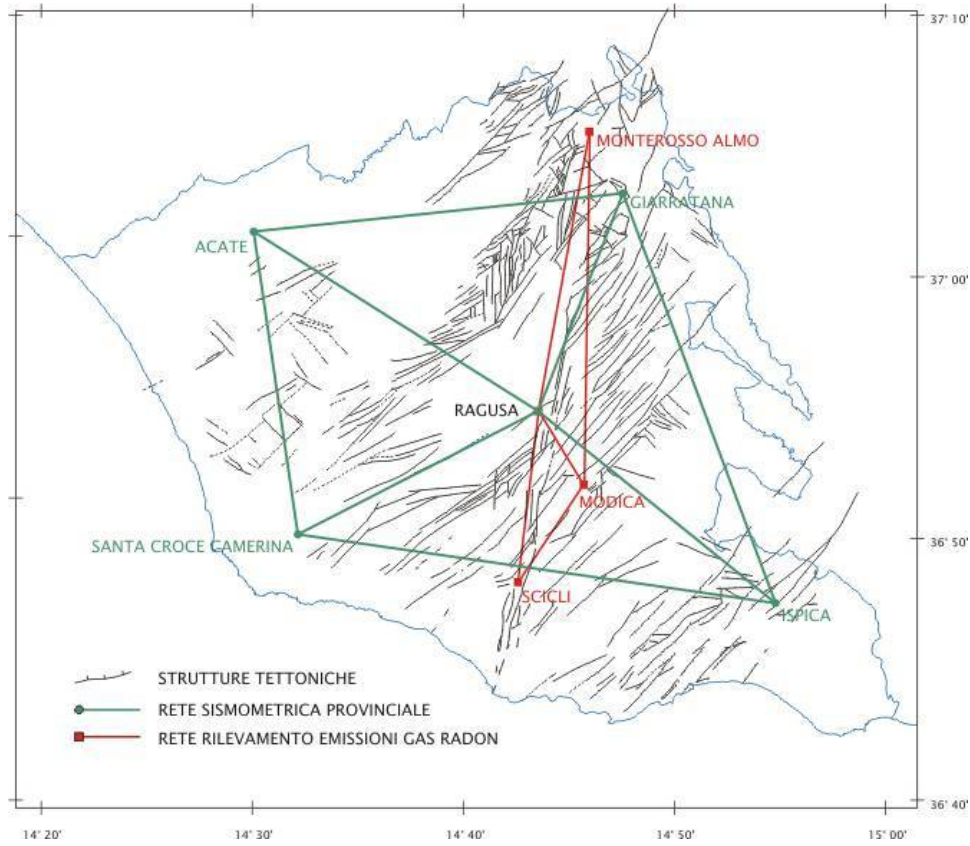 37° 10'
MONTEROSSO ALMO
GIARRATANA
ACATE
37° 00'
RAGUSA
MODICA
SANTA CROCE CAMERINA
36° 50'
SCICLI
ISPICA
STRUTTURE TETTONICHE
RETE SISMOMETRICA PROVINCIALE
RETE RILEVAMENTO EMISSIONI GAS RADON
36° 40'
14° 20' 14° 30' 14° 40' 14° 50' 15° 00'